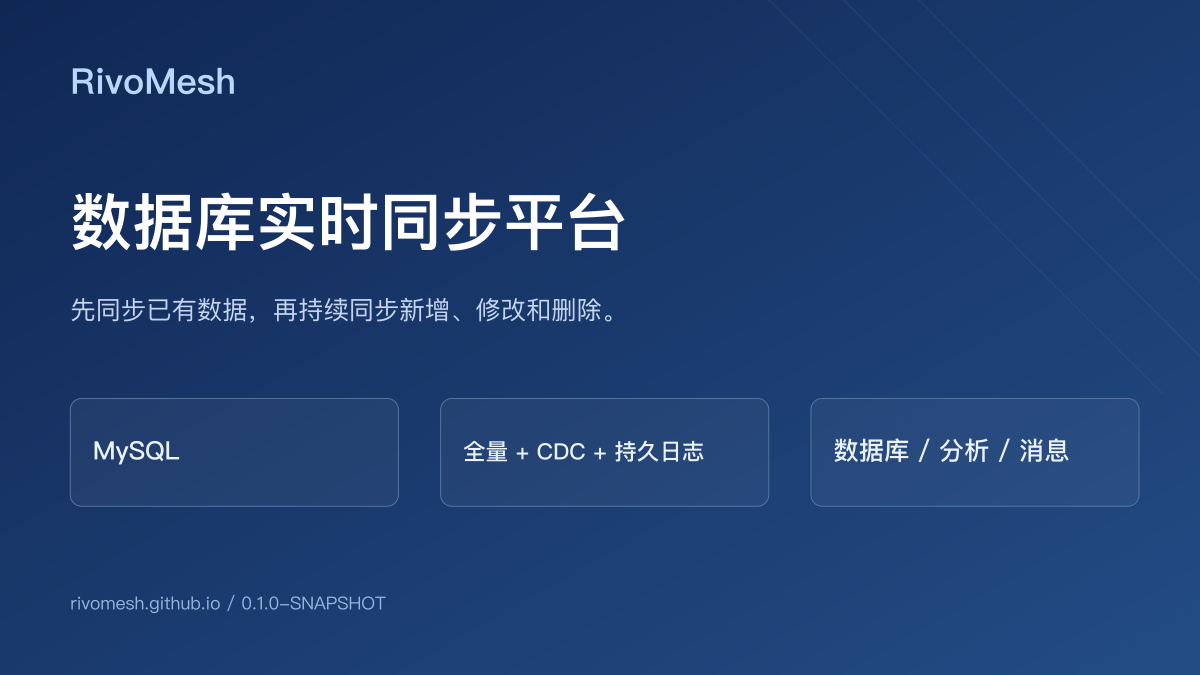 RivoMesh
数据库实时同步平台
先同步已有数据，再持续同步新增、修改和删除。
MySQL
全量 + CDC + 持久日志
数据库 / 分析 / 消息
rivomesh.github.io / 0.1.0-SNAPSHOT